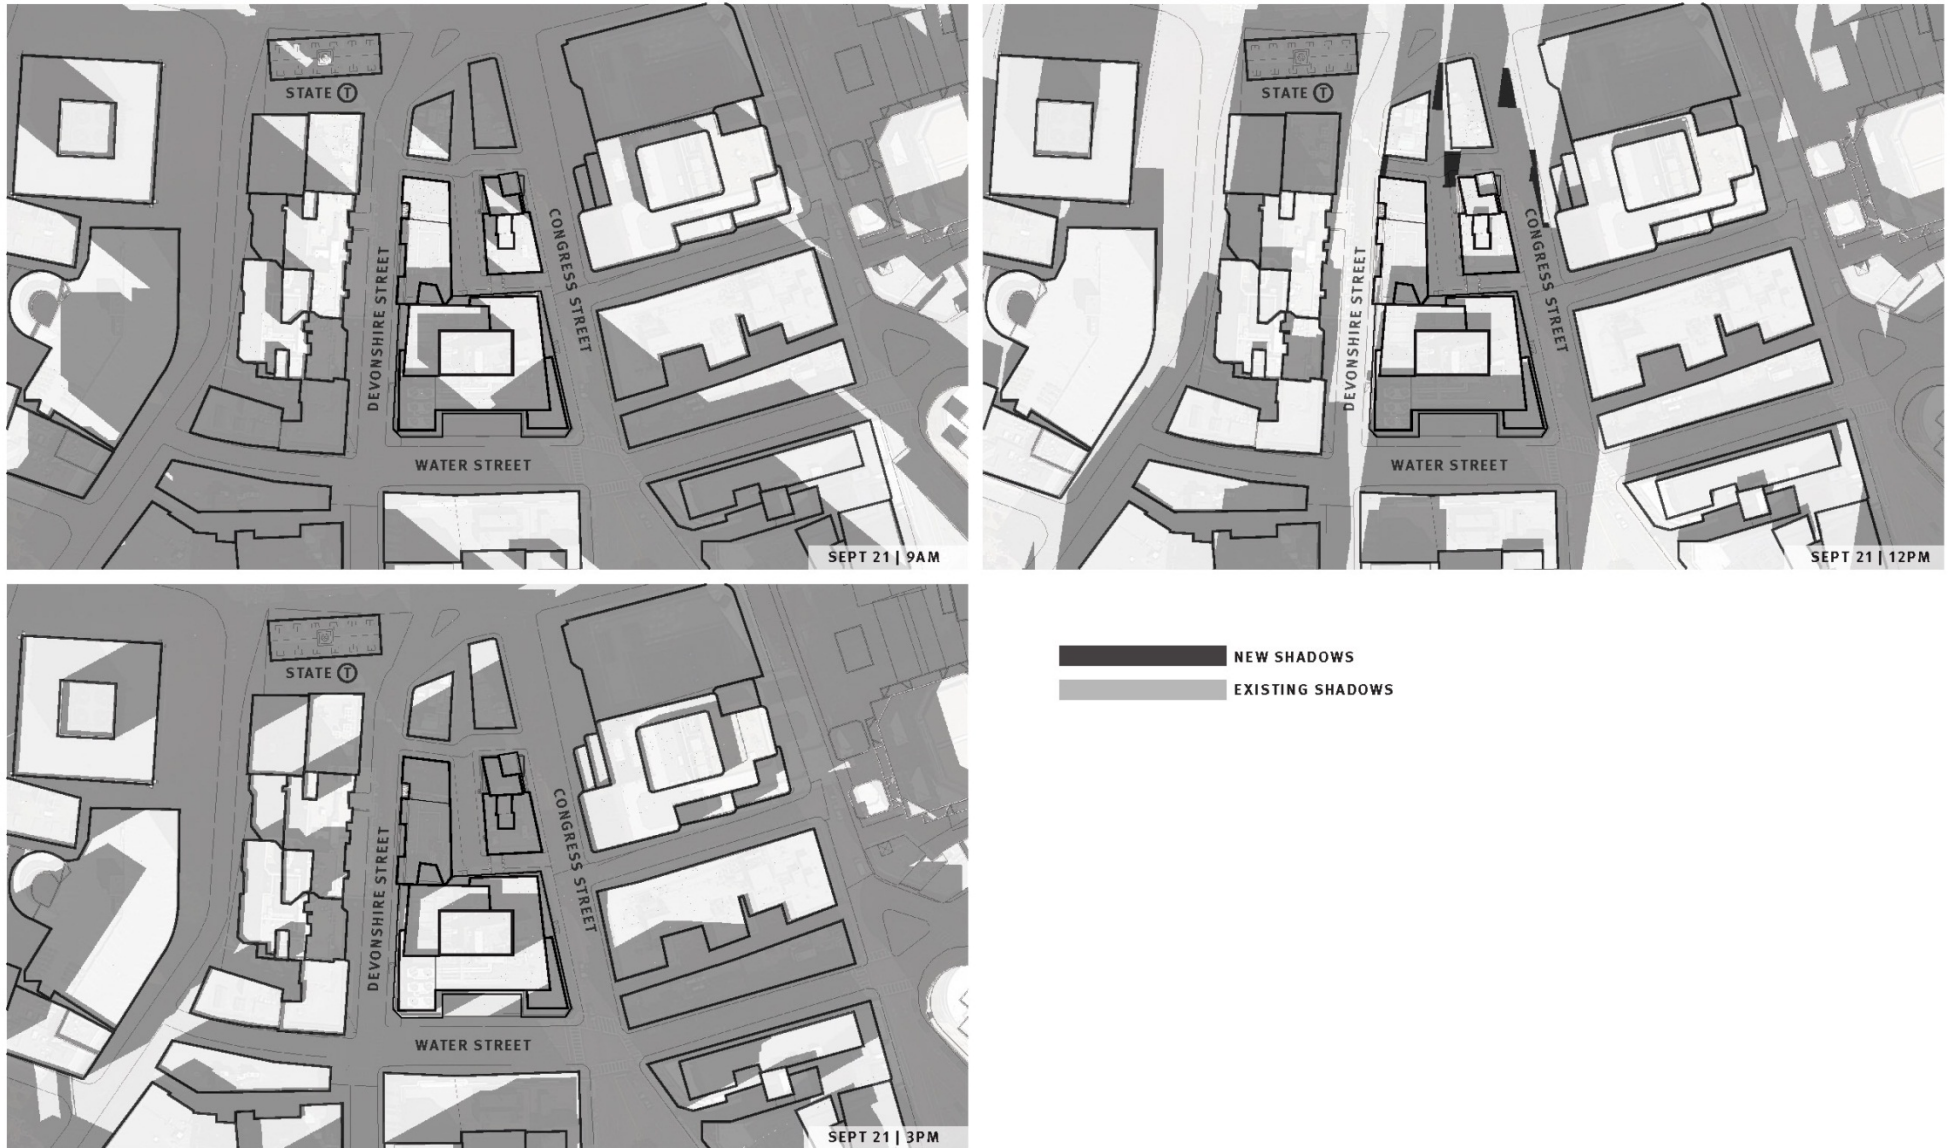 STATE T
DEVONSHIRE STREET
CONGRESS STREET
WATER STREET
SEPT 21 | 9AM
STATE T
DEVONSHIRE STREET
CONGRESS STREET
WATER STREET
SEPT 21 | 12PM
STATE T
DEVONSHIRE STREET
CONGRESS STREET
WATER STREET
SEPT 21 | 3PM
NEW SHADOWS
EXISTING SHADOWS